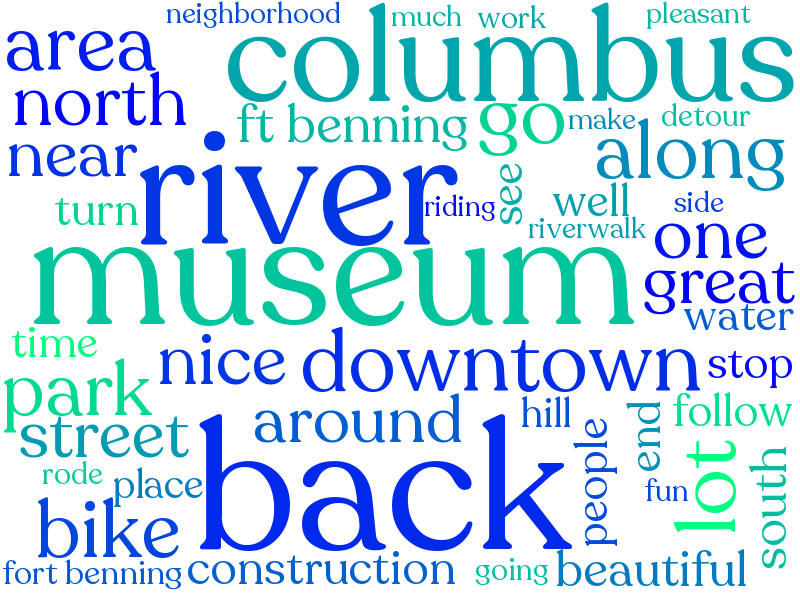 neighborhood
much
work
pleasant
area
columbus
north
ft benning
go
make
detour
near
river
along
see
well
turn
riding
side
riverwalk
one
museum
great
water
time
nice
downtown
stop
park
around
hill
follow
street
people
end
lot
back
rode
place
fun
south
bike
fort benning
construction
going
beautiful